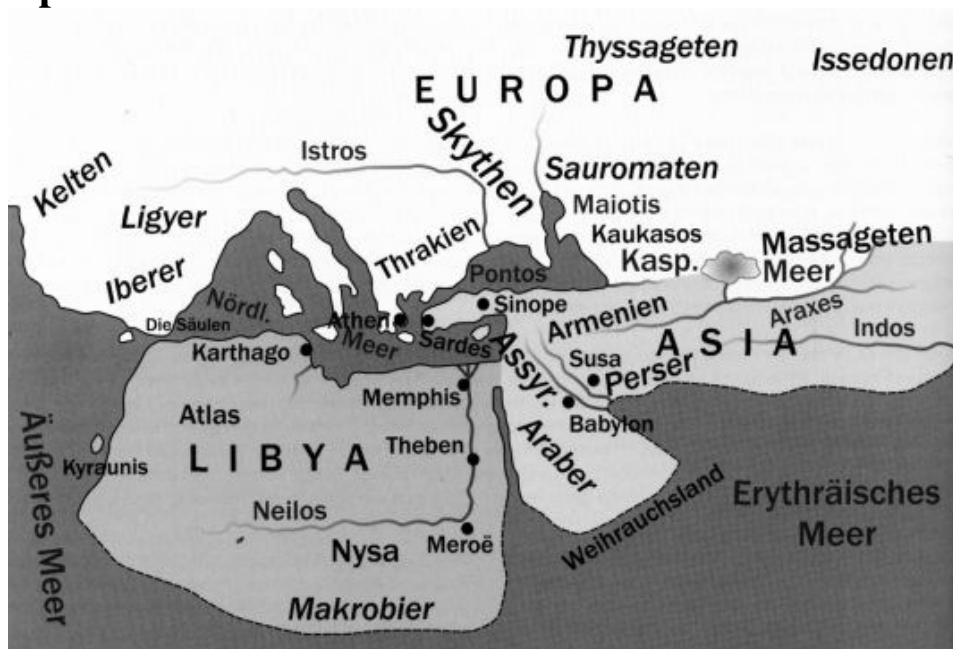 Thyssageten
Issedonen
EUROPA
Skythen
Istros
Kelten
Sauromaten
Ligyer
Maiotis
Thrakien
Kaukasos
Massageten
Iberer
Kasp.
Meer
Pontos
Nördl.
Meer
Sinope
Armenien
Araxes
Die Säulen
Athen
Sardes
Indos
Karthago
ASIA
Assyr.
Susa
Perser
Memphis
Babylon
Atlas
Äußeres Meer
Theben
Araber
Kyraunis
LIBYA
Weihrauchsland
Erythräisches
Meer
Neilos
Nysa
Meroë
Makrobier